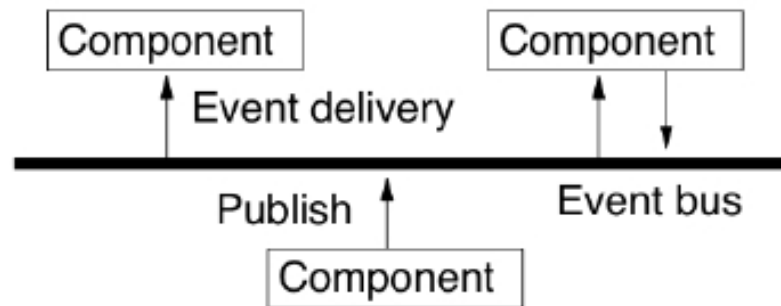 Component
Component
Event delivery
Publish
Event bus
Component